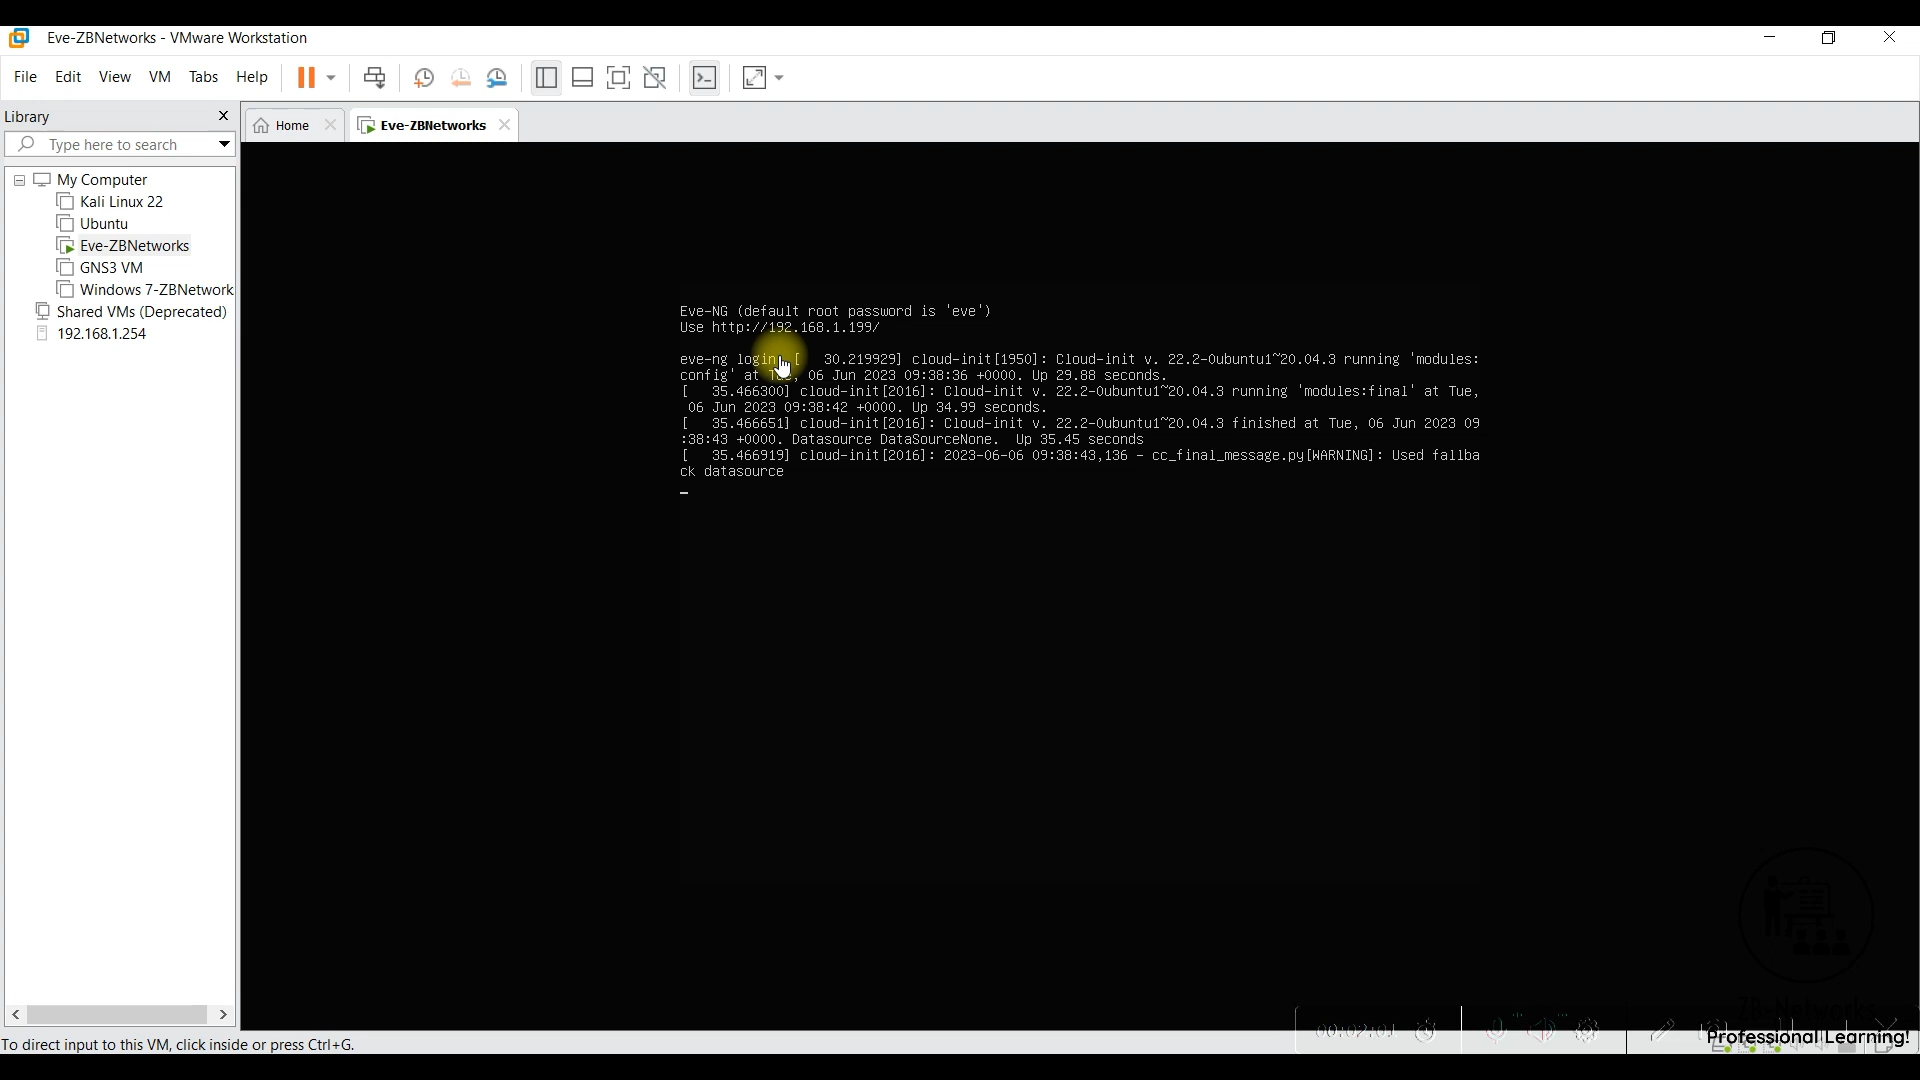 Eve-ZBNetworks - VMware Workstation
File Edit View VM Tabs Help
Library
Type here to search
Home
Eve-ZBNetworks
My Computer
Kali Linux 22
Ubuntu
Eve-ZBNetworks
GNS3 VM
Windows 7-ZBNetwork
Shared VMs (Deprecated)
192.168.1.254
Eve-NG (default root password is 'eve')
Use http://192.168.1.199/
eve-ng login: [   30.219929] cloud-init[1950]: Cloud-init v. 22.2-0ubuntu1~20.04.3 running 'modules:
config' at Tue, 06 Jun 2023 09:38:36 +0000. Up 29.88 seconds.
[   35.466300] cloud-init[2016]: Cloud-init v. 22.2-0ubuntu1~20.04.3 running 'modules:final' at Tue,
06 Jun 2023 09:38:42 +0000. Up 34.99 seconds.
[   35.466651] cloud-init[2016]: Cloud-init v. 22.2-0ubuntu1~20.04.3 finished at Tue, 06 Jun 2023 09
:38:43 +0000. Datasource DataSourceNone.  Up 35.45 seconds
[   35.466919] cloud-init[2016]: 2023-06-06 09:38:43,136 - cc_final_message.py[WARNING]: Used fallba
ck datasource
Professional Learning!
To direct input to this VM, click inside or press Ctrl+G.